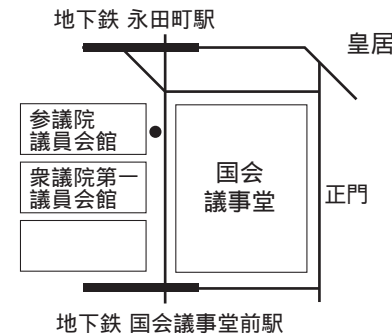 地下鉄 永田町駅
皇居
参議院
議員会館
衆議院第一
議員会館
国会
議事堂
正門
地下鉄 国会議事堂前駅